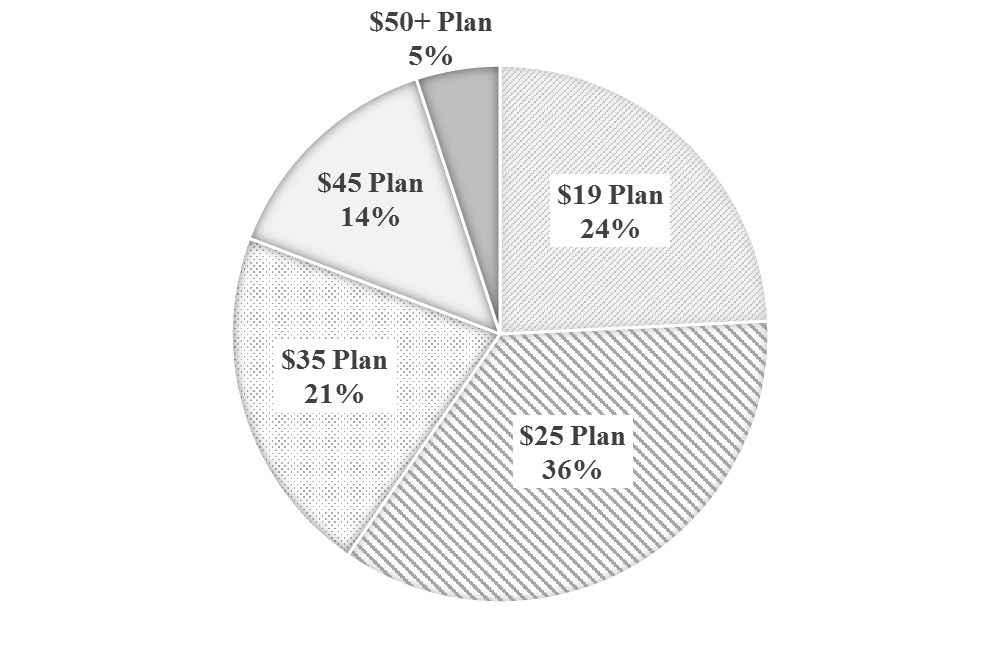 $50+ Plan
5%
$19 Plan
24%
$45 Plan
14%
$35 Plan
21%
$25 Plan
36%